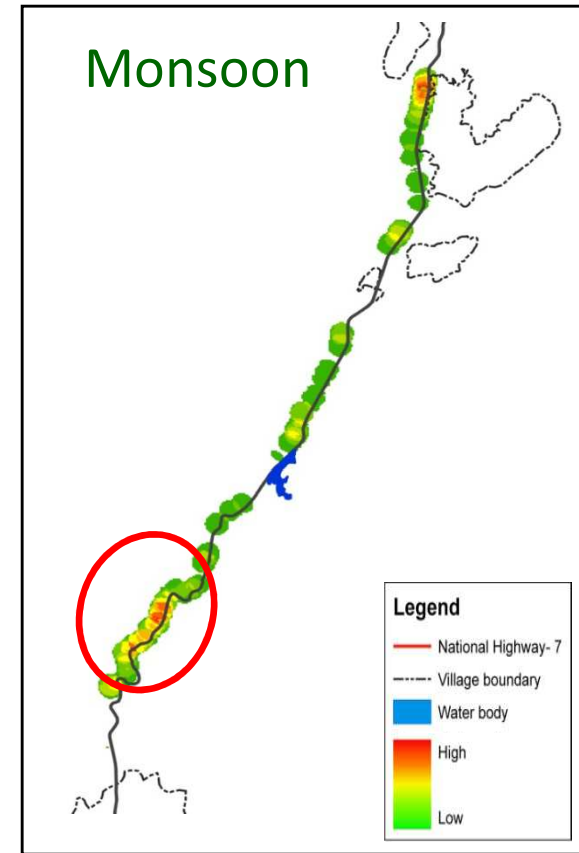 Monsoon
Legend
National Highway- 7
Village boundary
Water body
High
Low